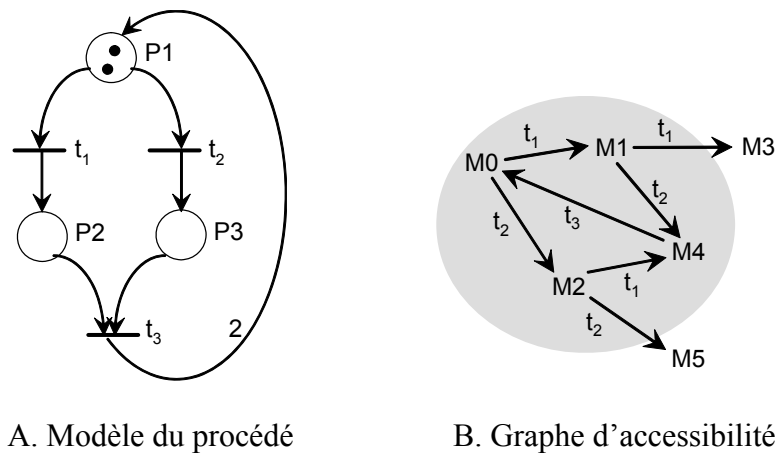 P1
t₁
t₂
P2
P3
t₃
2
t₁
t₁
M0
M1
M3
t₂
t₃
t₂
M4
M2
t₁
t₂
M5
A. Modèle du procédé
B. Graphe d'accessibilité